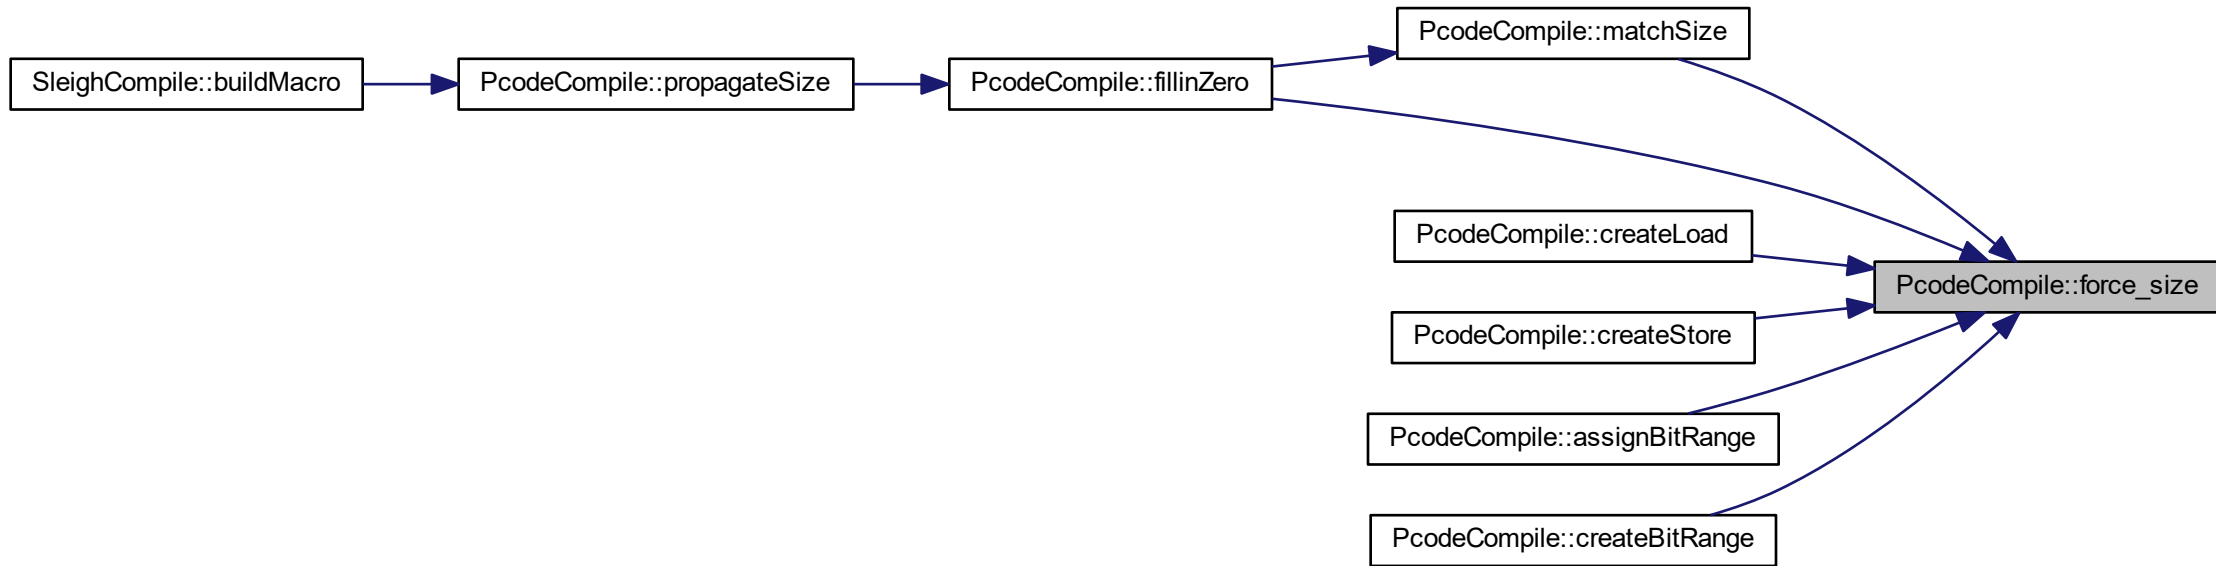 PcodeCompile::matchSize
SleighCompile::buildMacro
PcodeCompile::propagateSize
PcodeCompile::fillinZero
PcodeCompile::createLoad
PcodeCompile::force_size
PcodeCompile::createStore
PcodeCompile::assignBitRange
PcodeCompile::createBitRange